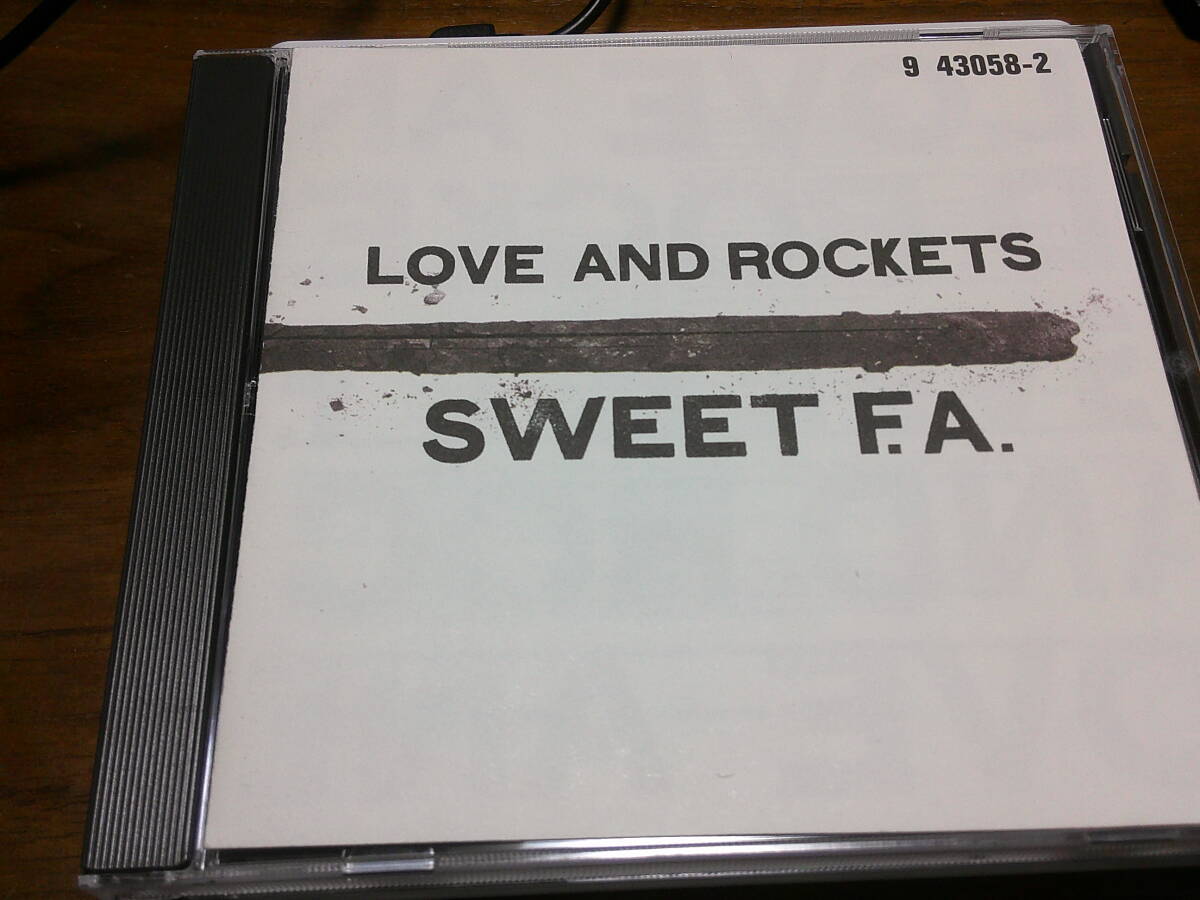 9 43058-2
LOVE AND ROCKETS
SWEET F.A.